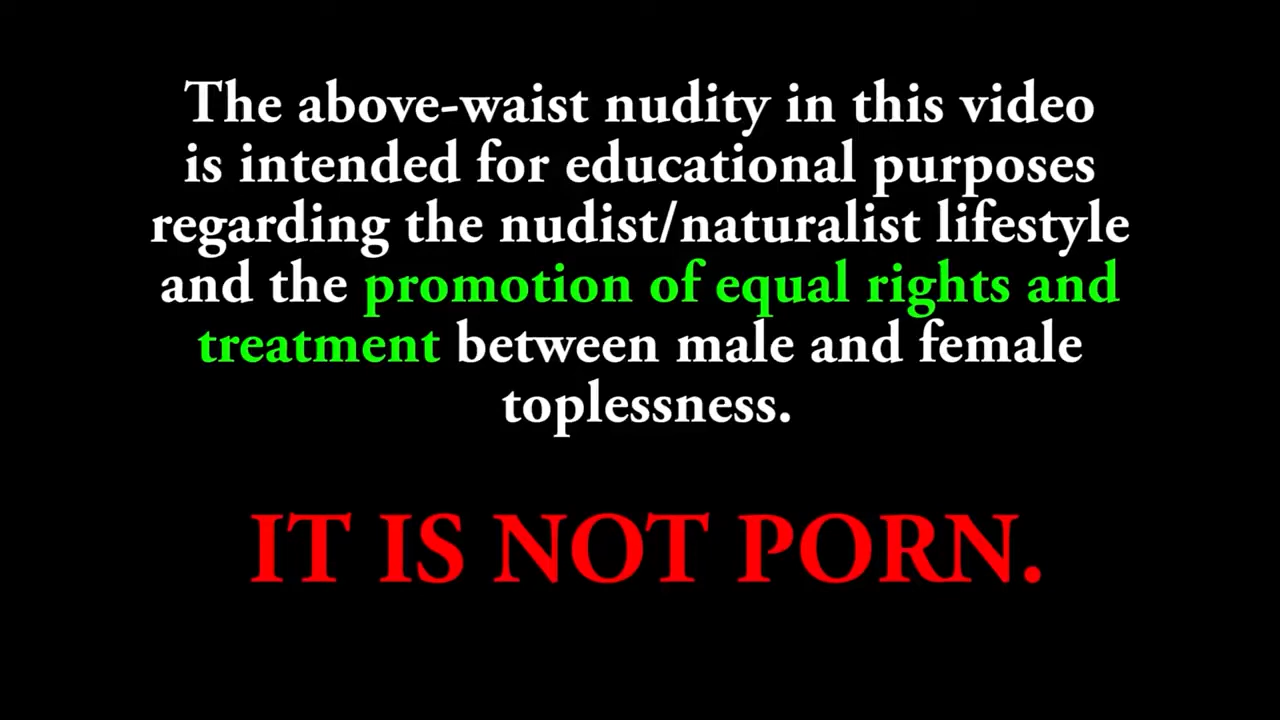 The above-waist nudity in this video
is intended for educational purposes
regarding the nudist/naturalist lifestyle
and the promotion of equal rights and
treatment between male and female
toplessness.
IT IS NOT PORN.